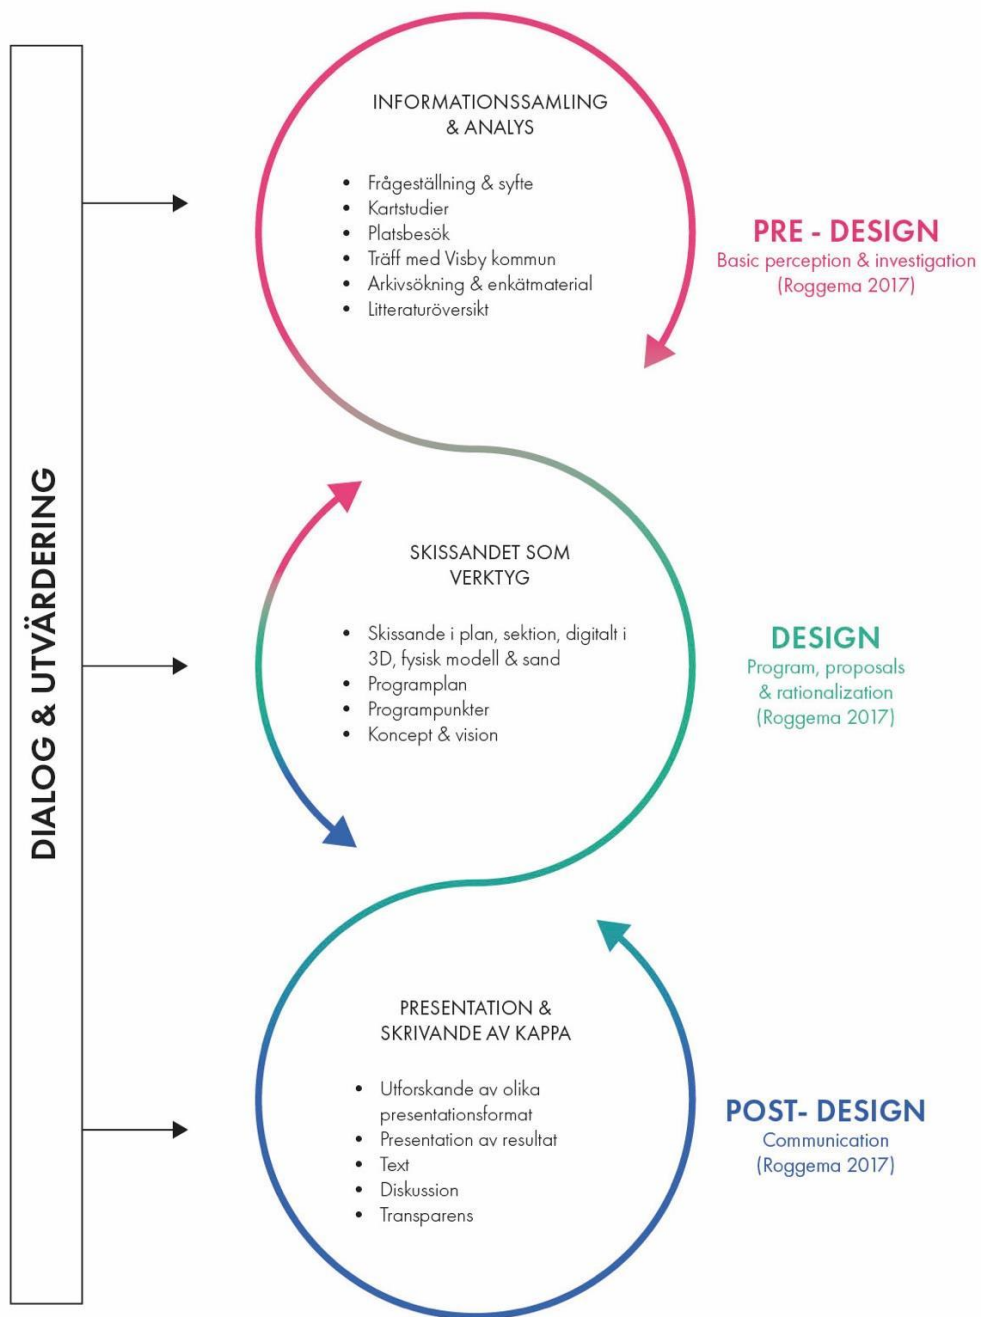 DIALOG & UTVÄRDERING
INFORMATIONSSAMLING
& ANALYS
• Frågeställning & syfte
• Kartstudier
• Platsbesök
• Träff med Visby kommun
• Arkivsökning & enkätmaterial
• Litteraturöversikt
PRE - DESIGN
Basic perception & investigation
(Roggema 2017)
SKISSANDET SOM
VERKTYG
• Skissande i plan, sektion, digitalt i
3D, fysisk modell & sand
• Programplan
• Programpunkter
• Koncept & vision
DESIGN
Program, proposals
& rationalization
(Roggema 2017)
PRESENTATION &
SKRIVANDE AV KAPPA
• Utforskande av olika
presentationsformat
• Presentation av resultat
• Text
• Diskussion
• Transparens
POST- DESIGN
Communication
(Roggema 2017)